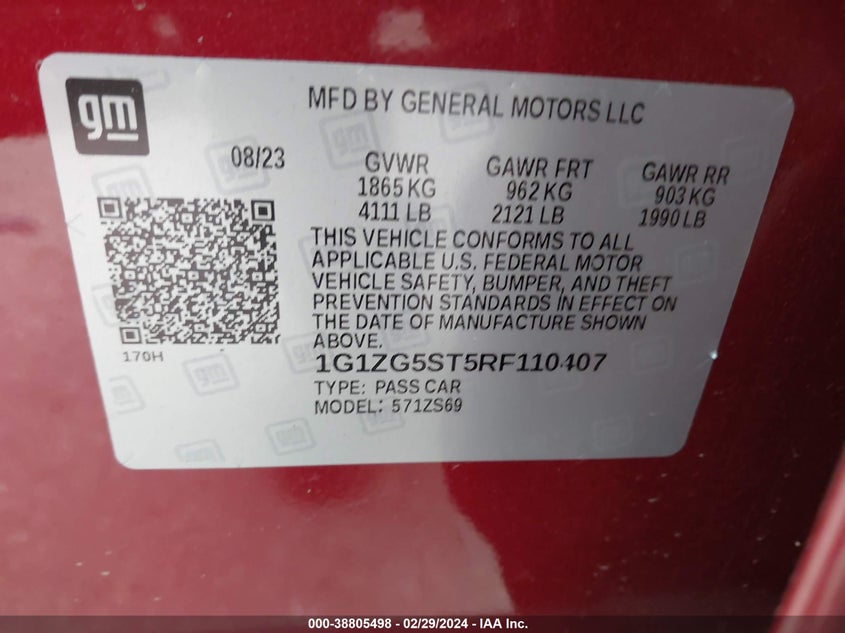 gm
MFD BY GENERAL MOTORS LLC
08/23
GVWR
1865 KG
4111 LB
GAWR FRT
962 KG
2121 LB
GAWR RR
903 KG
1990 LB
THIS VEHICLE CONFORMS TO ALL
APPLICABLE U.S. FEDERAL MOTOR
VEHICLE SAFETY, BUMPER, AND THEFT
PREVENTION STANDARDS IN EFFECT ON
THE DATE OF MANUFACTURE SHOWN
ABOVE.
170H
1G1ZG5ST5RF110407
TYPE: PASS CAR
MODEL: 571ZS69
000-38805498 - 02/29/2024 - IAA Inc.